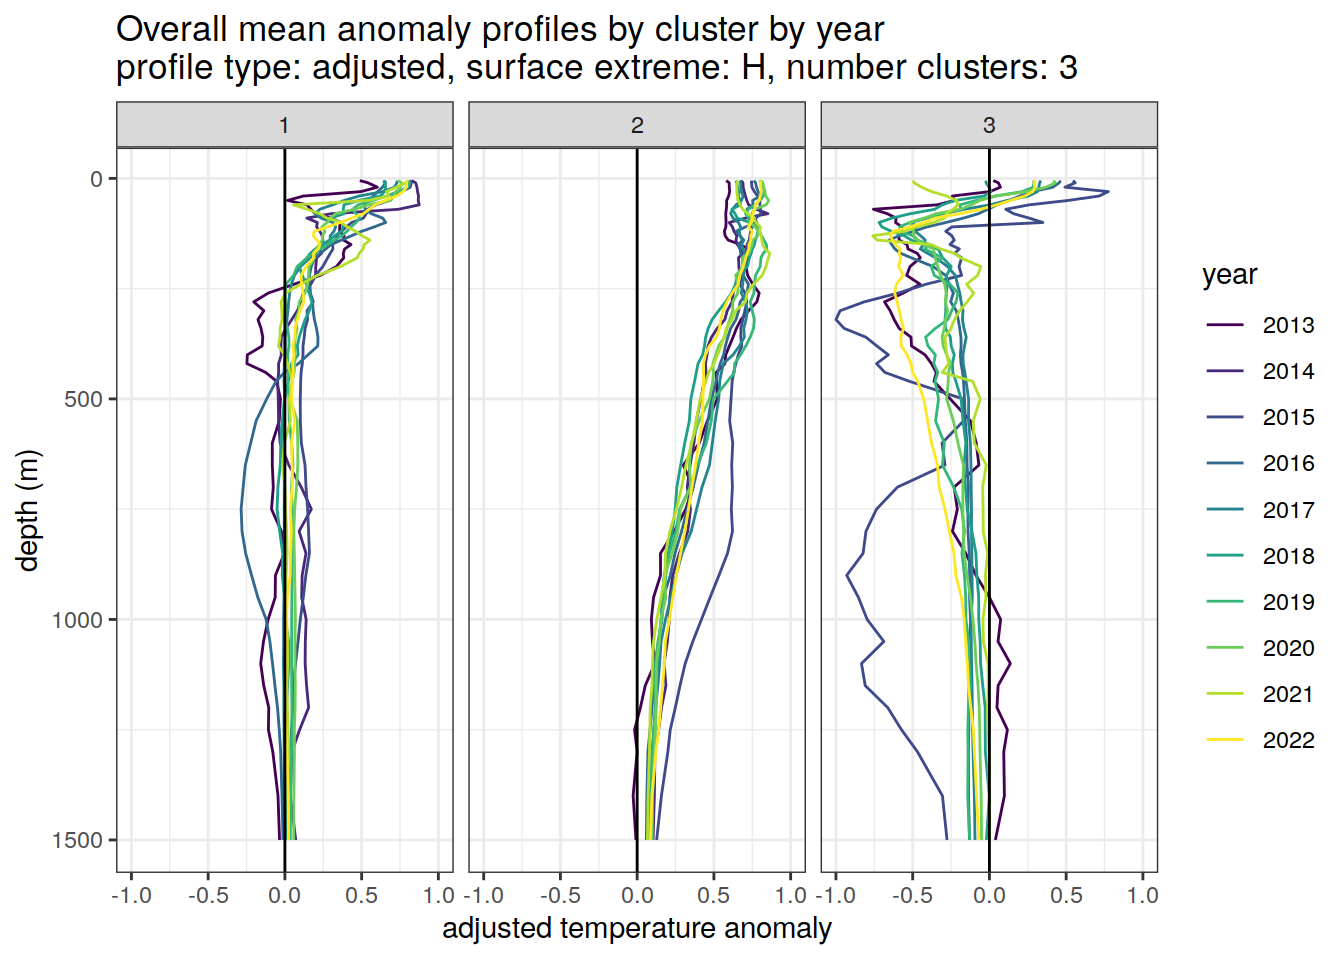 Overall mean anomaly profiles by cluster by year
profile type: adjusted, surface extreme: H, number clusters: 3
1
2
3
0
500
1000
1500
depth (m)
-1.0 -0.5 0.0 0.5 1.0
-1.0 -0.5 0.0 0.5 1.0
-1.0 -0.5 0.0 0.5 1.0
adjusted temperature anomaly
year
2013
2014
2015
2016
2017
2018
2019
2020
2021
2022